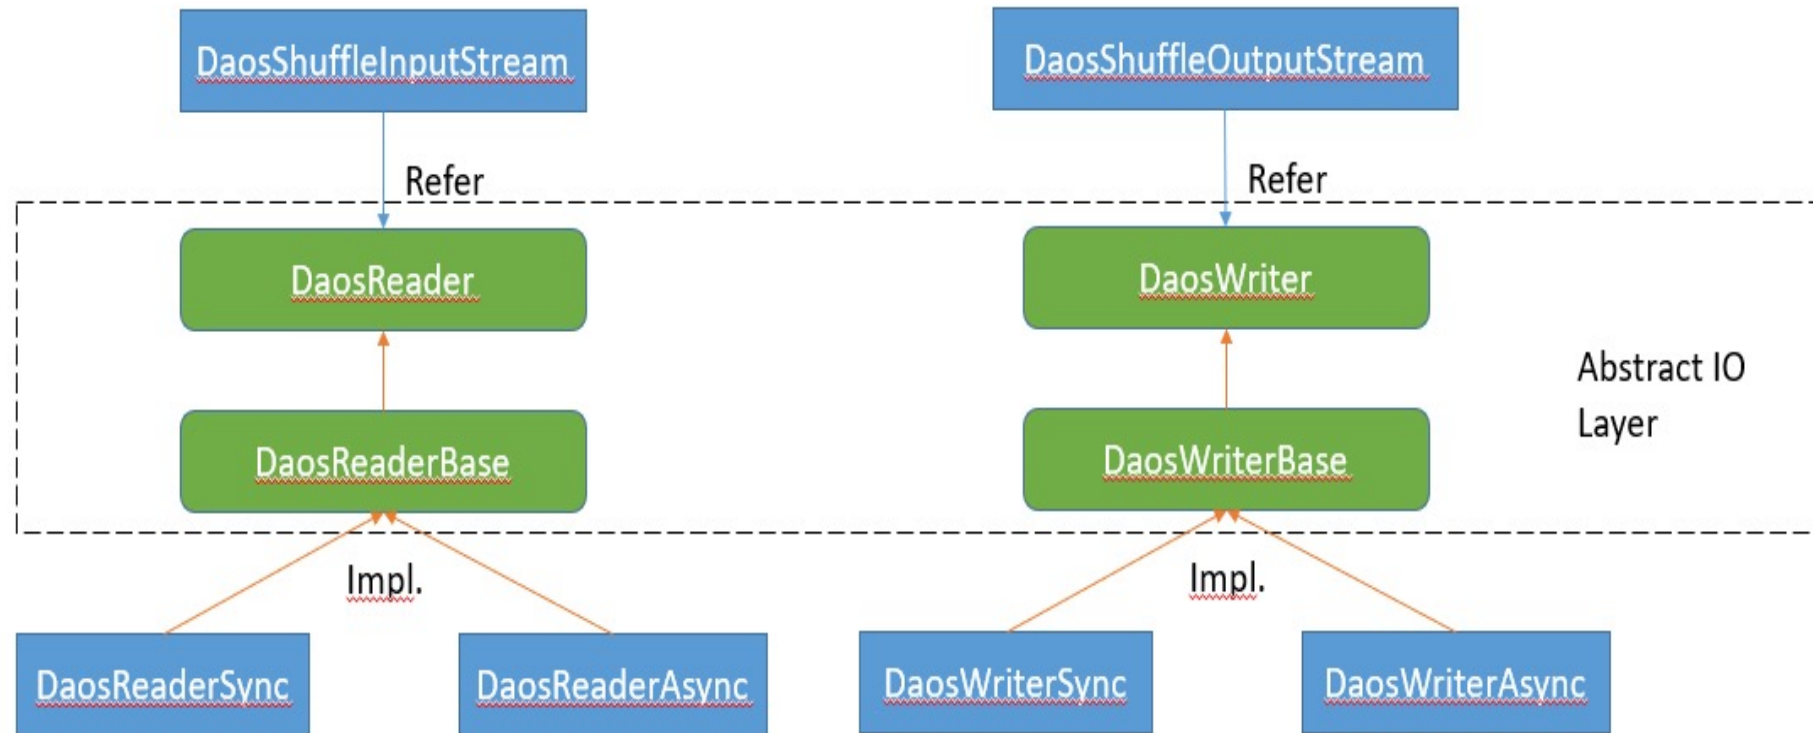 DaosShuffleInputStream
DaosShuffleOutputStream
Refer
Refer
DaosReader
DaosWriter
Abstract IO
Layer
DaosReaderBase
DaosWriterBase
Impl.
Impl.
DaosReaderSync
DaosReaderAsync
DaosWriterSync
DaosWriterAsync